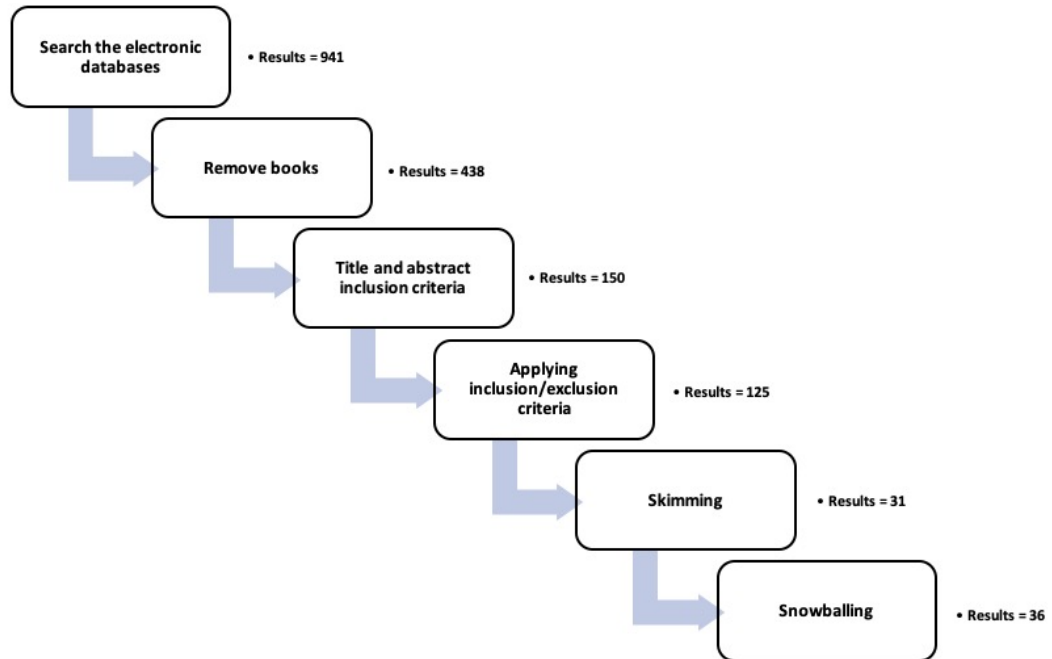 Search the electronic
databases
• Results = 941
Remove books
• Results = 438
Title and abstract
inclusion criteria
• Results = 150
Applying
inclusion/exclusion
criteria
• Results = 125
Skimming
• Results = 31
Snowballing
• Results = 36